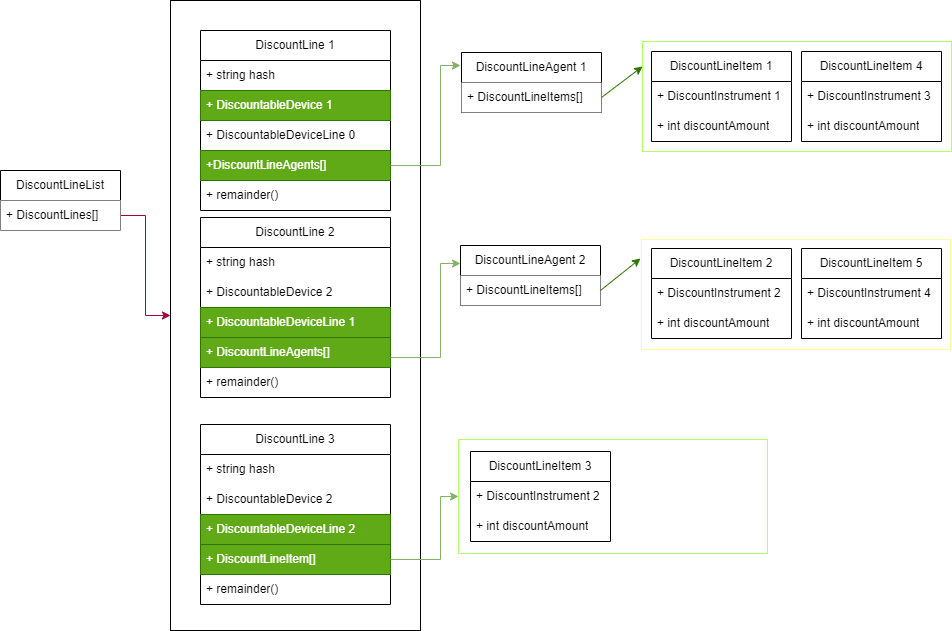 DiscountLineList
+ DiscountLines[]
DiscountLine 1
+ string hash
+ DiscountableDevice 1
+ DiscountableDeviceLine 0
+DiscountLineAgents[]
+ remainder()
DiscountLine 2
+ string hash
+ DiscountableDevice 2
+ DiscountableDeviceLine 1
+ DiscountLineAgents[]
+ remainder()
DiscountLine 3
+ string hash
+ DiscountableDevice 2
+ DiscountableDeviceLine 2
+ DiscountLineItem[]
+ remainder()
DiscountLineAgent 1
+ DiscountLineItems[]
DiscountLineItem 1
+ DiscountInstrument 1
+ int discountAmount
DiscountLineItem 4
+ DiscountInstrument 3
+ int discountAmount
DiscountLineAgent 2
+ DiscountLineItems[]
DiscountLineItem 2
+ DiscountInstrument 2
+ int discountAmount
DiscountLineItem 5
+ DiscountInstrument 4
+ int discountAmount
DiscountLineItem 3
+ DiscountInstrument 2
+ int discountAmount